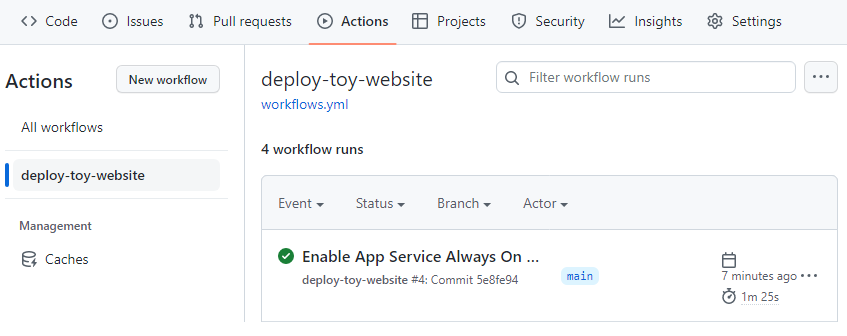 Code Issues Pull requests Actions Projects Security Insights Settings
Actions
New workflow
All workflows
deploy-toy-website
Management
Caches
deploy-toy-website
workflows.yml
Filter workflow runs
4 workflow runs
Event Status Branch Actor
Enable App Service Always On ...
deploy-toy-website #4: Commit 5e8fe94
main
7 minutes ago
1m 25s